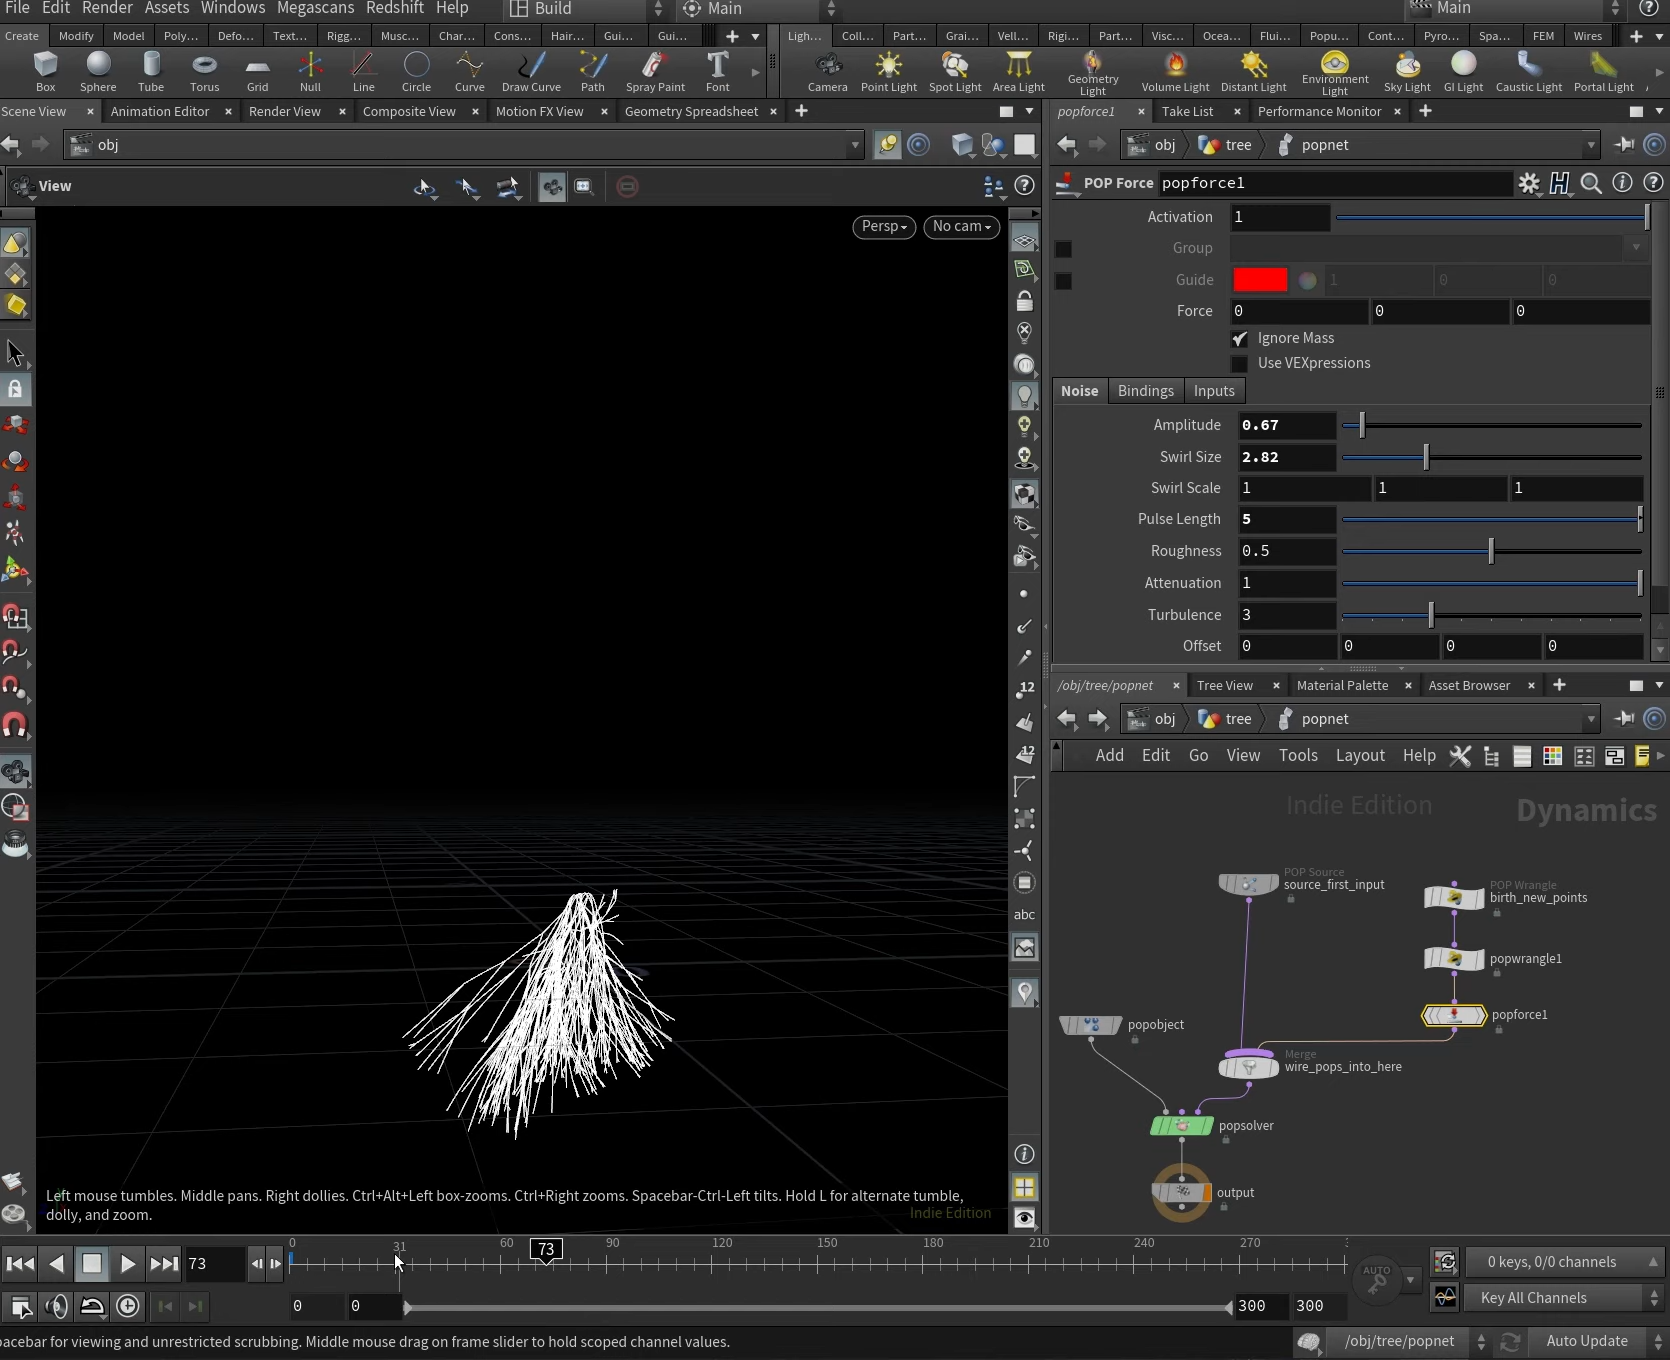 File Edit Render Assets Windows Megascans Redshift Help Build Main Main
Create Modify Model Poly... Defo... Text... Rigg... Musc... Char... Cons... Hair... Gui... Gui... Ligh... Coll... Part... Grai... Vell... Rigi... Part... Visc... Ocea... Flui... Popu... Cont... Pyro... Spa... FEM Wires
Box Sphere Tube Torus Grid Null Line Circle Curve Draw Curve Path Spray Paint Font Camera Point Light Spot Light Area Light Geometry Light Volume Light Distant Light Environment Light Sky Light GI Light Caustic Light Portal Light
Scene View Animation Editor Render View Composite View Motion FX View Geometry Spreadsheet
obj
View
Persp No cam
12
12
abc
Left mouse tumbles. Middle pans. Right dollies. Ctrl+Alt+Left box-zooms. Ctrl+Right zooms. Spacebar-Ctrl-Left tilts. Hold L for alternate tumble,
dolly, and zoom.
Indie Edition
popforce1 Take List Performance Monitor
obj tree popnet
POP Force popforce1
Activation 1
Group
Guide 1 0 0
Force 0 0 0
Ignore Mass
Use VEXpressions
Noise Bindings Inputs
Amplitude 0.67
Swirl Size 2.82
Swirl Scale 1 1 1
Pulse Length 5
Roughness 0.5
Attenuation 1
Turbulence 3
Offset 0 0 0 0
/obj/tree/popnet Tree View Material Palette Asset Browser
obj tree popnet
Add Edit Go View Tools Layout Help
Indie Edition Dynamics
POP Source
source_first_input
POP Wrangle
birth_new_points
popwrangle1
popforce1
popobject
Merge
wire_pops_into_here
popsolver
output
73 0 31 60 73 90 120 150 180 210 240 270
AUTO
0 keys, 0/0 channels
0 0 300 300
Key All Channels
pacebar for viewing and unrestricted scrubbing. Middle mouse drag on frame slider to hold scoped channel values.
/obj/tree/popnet Auto Update